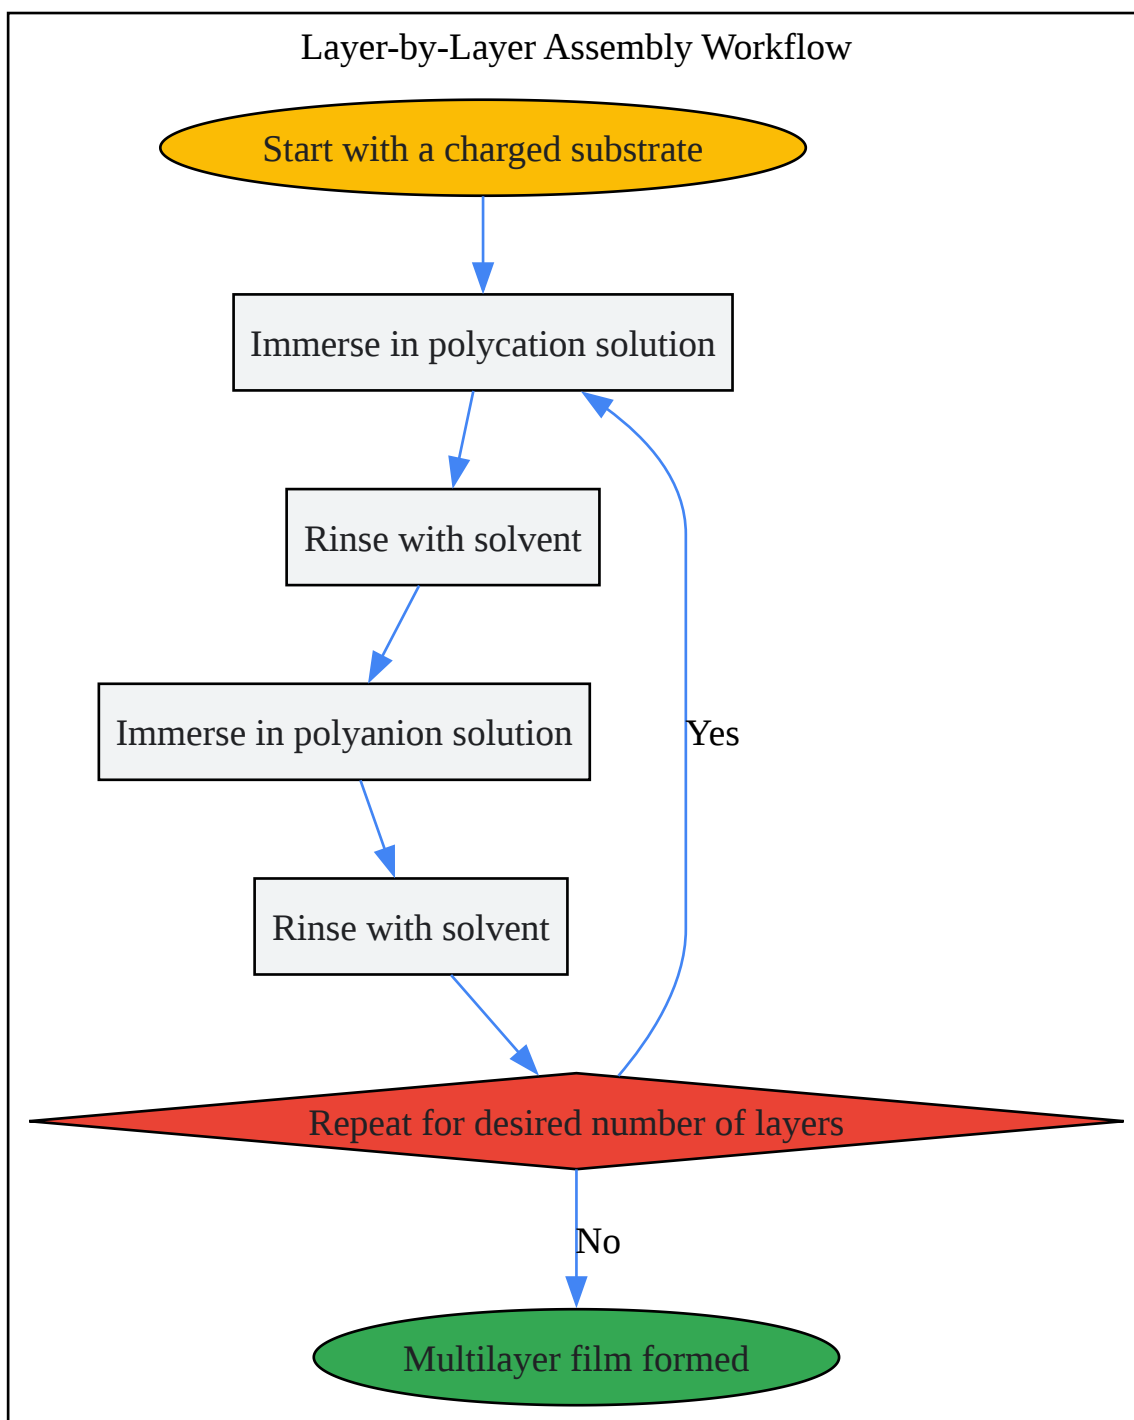 Layer-by-Layer Assembly Workflow
Start with a charged substrate
Immerse in polycation solution
Rinse with solvent
Immerse in polyanion solution
Yes
Rinse with solvent
Repeat for desired number of layers
No
Multilayer film formed